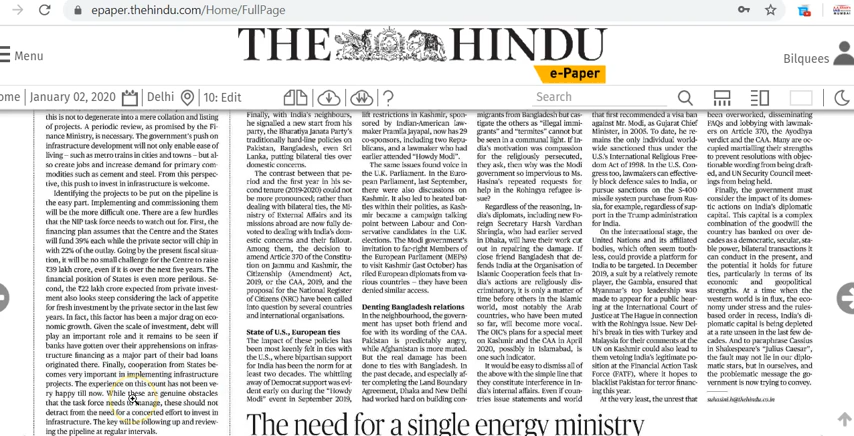 epaper.thehindu.com/Home/FullPage
Menu
THE HINDU
e-Paper
Bilquees
ome
January 02, 2020
Delhi
10: Edit
Search
this is not to degenerate into a mere collation and listing
of projects. A periodic review, as promised by the Fi-
nance Ministry, is necessary. The government's push on
infrastructure development will not only enable ease of
living – such as metro trains in cities and towns – but al-
so create jobs and increase demand for primary com-
modities such as cement and steel. From this perspec-
tive, this push to invest in infrastructure is welcome.
Identifying the projects to be put on the pipeline is
the easy part. Implementing and commissioning them
will be the more difficult one. There are a few hurdles
that the NIP task force needs to watch out for. First, the
financing plan assumes that the Centre and the States
will fund 39% each while the private sector will chip in
with 22% of the outlay. Going by the present fiscal situa-
tion, it will be no small challenge for the Centre to raise
₹39 lakh crore, even if it is over the next five years. The
financial position of States is even more perilous. Se-
cond, the ₹22 lakh crore expected from private invest-
ment also looks steep considering the lack of appetite
for fresh investment by the private sector in the last few
years. In fact, this factor has been a major drag on eco-
nomic growth. Given the scale of investment, debt will
play an important role and it remains to be seen if
banks have gotten over their apprehensions on infras-
tructure financing as a major part of their bad loans
originated there. Finally, cooperation from States be-
comes very important in implementing infrastructure
projects. The experience on this count has not been ve-
ry happy till now. While these are genuine obstacles
that the task force needs to manage, these should not
detract from the need for a concerted effort to invest in
infrastructure. The key will be following up and review-
ing the pipeline at regular intervals.
Finally, with India's neighbours,
he signalled a new start from his
party, the Bharatiya Janata Party's
traditionally hard-line policies on
Pakistan, Bangladesh, even Sri
Lanka, putting bilateral ties over
domestic concerns.
The contrast between that pe-
riod and the first year in his se-
cond tenure (2019-2020) could not
be more pronounced; rather than
dealing with bilateral ties, the Mi-
nistry of External Affairs and its
missions abroad are now fully de-
voted to dealing with India's dom-
estic concerns and their fallout.
Among them, the decision to
amend Article 370 of the Constitu-
tion on Jammu and Kashmir, the
Citizenship (Amendment) Act,
2019, or the CAA, 2019, and the
proposal for the National Register
of Citizens (NRC) have been called
into question by several countries
and international organisations.
State of U.S., European ties
The impact of these policies has
been most keenly felt in ties with
the U.S., where bipartisan support
for India has been the norm for at
least two decades. The whittling
away of Democrat support was evi-
dent early on during the "Howdy
Modi" event in September 2019,
lift restrictions in Kashmir, spon-
sored by Indian-American law-
maker Pramila Jayapal, now has 29
co-sponsors, including two Repu-
blicans, and a lawmaker who had
earlier attended "Howdy Modi".
The same issues found voice in
the U.K. Parliament. In the Euro-
pean Parliament, last September,
there were also discussions on
Kashmir. It also led to heated bat-
tles within their politics, as Kash-
mir became a campaign talking
point between Labour and Con-
servative candidates in the U.K.
elections. The Modi government's
invitation to far-Right Members of
the European Parliament (MEPs)
to visit Kashmir (last October) has
riled European diplomats from va-
rious countries – they have been
denied similar access.
Denting Bangladesh relations
In the neighbourhood, the govern-
ment has upset both friend and
foe with its wording of the CAA.
Pakistan is predictably angry,
while Afghanistan is more muted.
But the real damage has been
done to ties with Bangladesh. In
the past decade, and especially af-
ter completing the Land Boundary
Agreement, Dhaka and New Delhi
had worked hard on building con-
migrants from Bangladesh but cas-
tigate the others as "illegal immi-
grants" and "termites" cannot but
be seen in a communal light. If In-
dia's motivation was compassion
for the religiously persecuted,
they ask, then why was the Modi
government so impervious to Ms.
Hasina's repeated requests for
help in the Rohingya refugee is-
sue?
Regardless of the reasoning, In-
dia's diplomats, including new Fo-
reign Secretary Harsh Vardhan
Shringla, who had earlier served
in Dhaka, will have their work cut
out in repairing the damage. If
close friend Bangladesh that de-
fends India at the Organisation of
Islamic Cooperation feels that In-
dia's actions are religiously dis-
criminatory, it is only a matter of
time before others in the Islamic
world, most notably the Arab
countries, who have been muted
so far, will become more vocal.
The OIC's plans for a special meet
on Kashmir and the CAA in April
2020, possibly in Islamabad, is
one such indicator.
It would be easy to dismiss all of
the above with the simple line that
they constitute interference in In-
dia's internal affairs. Even if coun-
tries issue statements and world
that first recommended a visa ban
against Mr. Modi, as Gujarat Chief
Minister, in 2005. To date, he re-
mains the only individual world-
wide sanctioned thus under the
U.S.'s International Religious Free-
dom Act of 1998. In the U.S. Con-
gress too, lawmakers can effective-
ly block defence sales to India, or
pursue sanctions on the S-400
missile system purchase from Rus-
sia, for example, regardless of sup-
port in the Trump administration
for India.
On the international stage, the
United Nations and its affiliated
bodies, which often seem tooth-
less, could provide a platform for
India to be targeted. In December
2019, a suit by a relatively remote
player, the Gambia, ensured that
Myanmar's top leadership was
made to appear for a public hear-
ing at the International Court of
Justice at The Hague in connection
with the Rohingya issue. New Del-
hi's break in ties with Turkey and
Malaysia for their comments at the
UN on Kashmir could also lead to
them vetoing India's legitimate po-
sition at the Financial Action Task
Force (FATF), where it hopes to
blacklist Pakistan for terror financ-
ing this year.
At the very least, the unrest that
been overworked, disseminating
FAQs and lobbying with lawmak-
ers on Article 370, the Ayodhya
verdict and the CAA. Many are oc-
cupied martialling their strengths
to prevent resolutions with objec-
tionable wording from being draft-
ed, and UN Security Council meet-
ings from being held.
Finally, the government must
consider the impact of its domes-
tic actions on India's diplomatic
capital. This capital is a complex
combination of the goodwill the
country has banked on over de-
cades as a democratic, secular, sta-
ble power, bilateral transactions it
can conduct in the present, and
the potential it holds for future
ties, particularly in terms of its
economic and geopolitical
strengths. At a time when the
western world is in flux, the eco-
nomy under stress and the rules-
based order in recess, India's di-
plomatic capital is being depleted
at a rate unseen in the last few de-
cades. And to paraphrase Cassius
in Shakespeare's "Julius Caesar",
the fault may not lie in our diplo-
matic stars, but in ourselves, and
the problematic message the go-
vernment is trying to send out.
suhasini.h@thehindu.co.in
The need for a single energy ministry